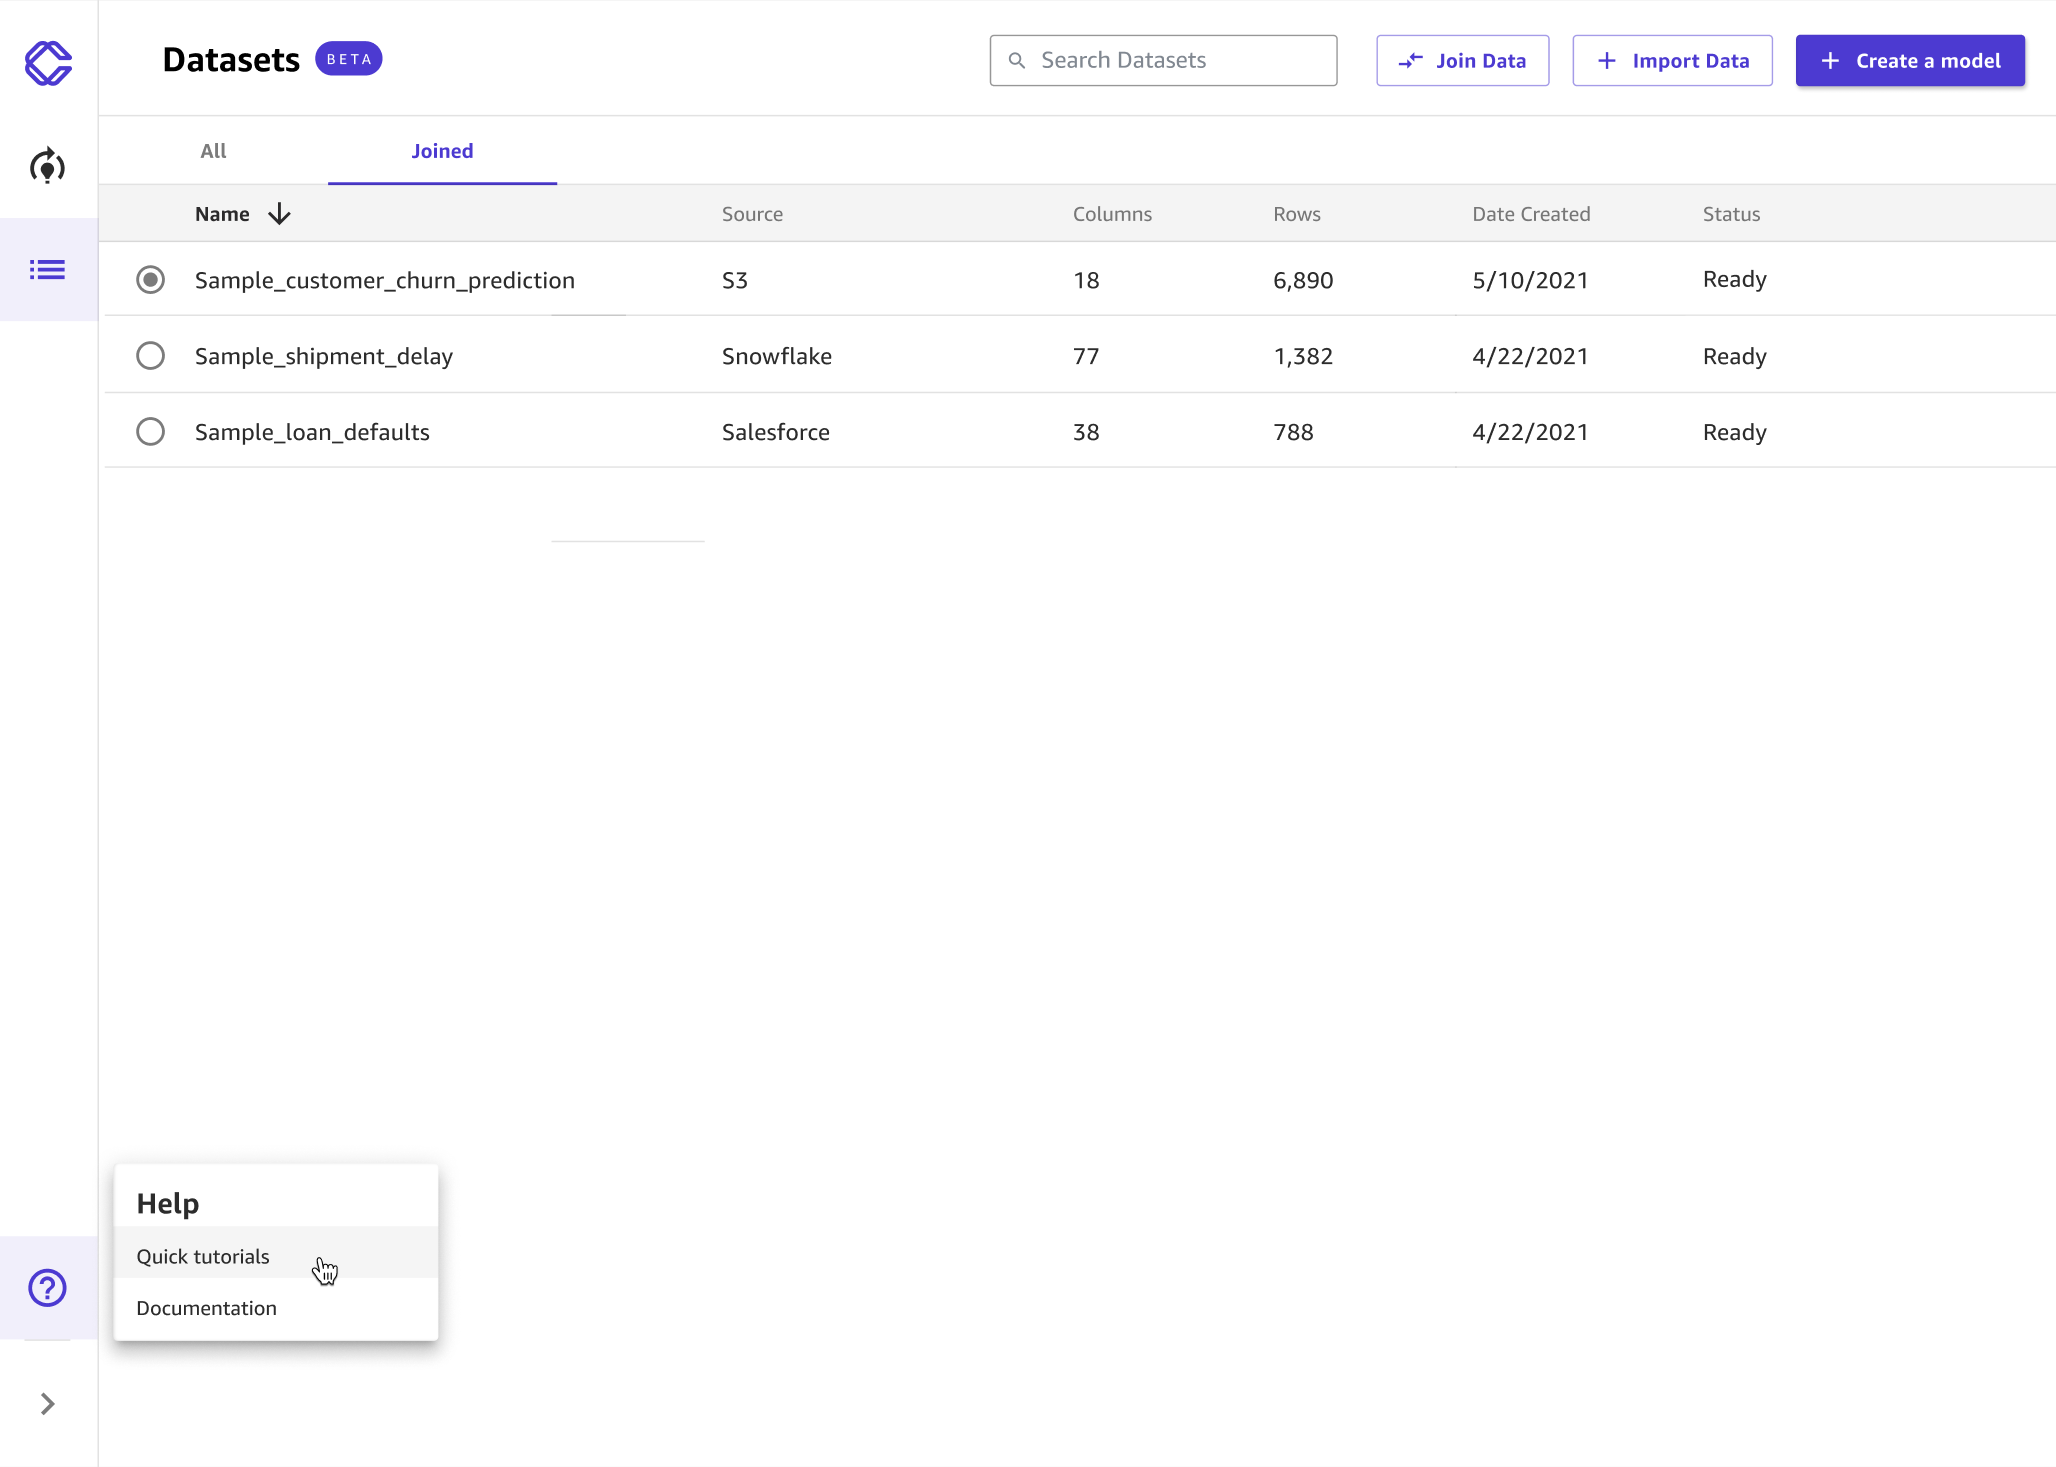 Datasets BETA
Search Datasets
Join Data
Import Data
Create a model
All
Joined
Name Source Columns Rows Date Created Status
Sample_customer_churn_prediction S3 18 6,890 5/10/2021 Ready
Sample_shipment_delay Snowflake 77 1,382 4/22/2021 Ready
Sample_loan_defaults Salesforce 38 788 4/22/2021 Ready
Help
Quick tutorials
Documentation